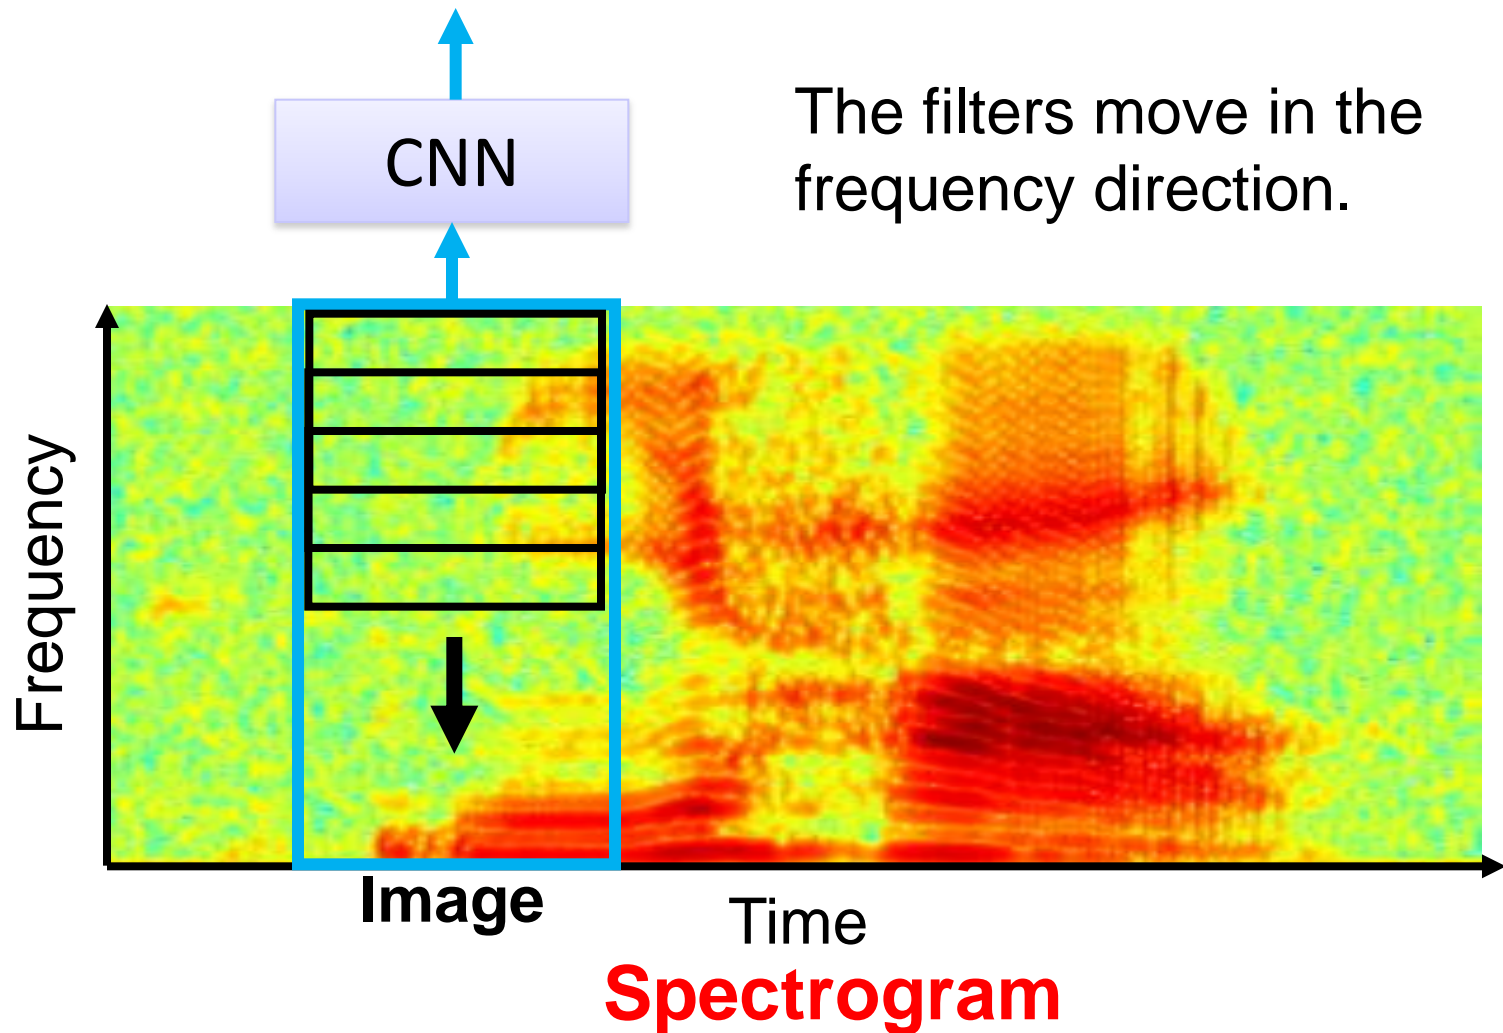 CNN
The filters move in the
frequency direction.
Frequency
Image
Time
Spectrogram